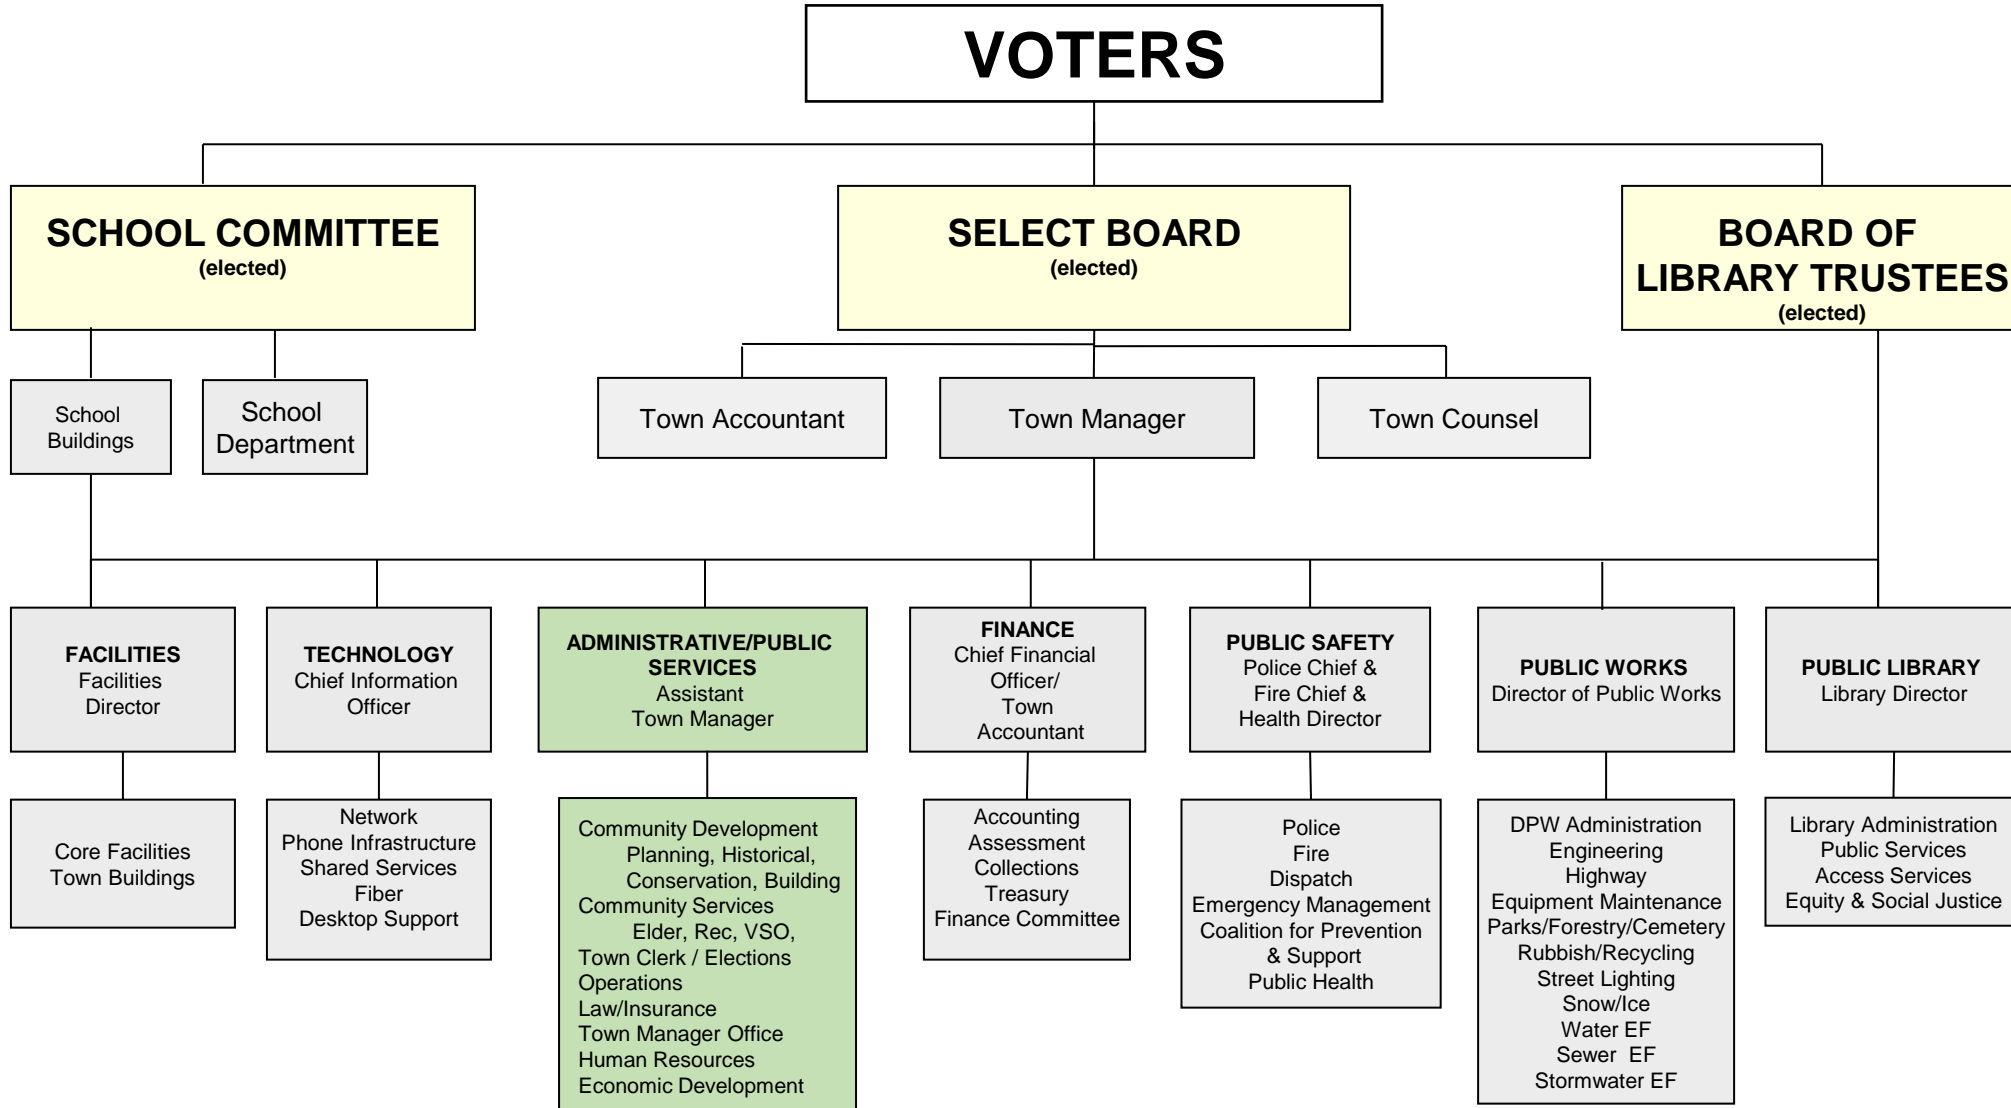 VOTERS
SCHOOL COMMITTEE
(elected)
SELECT BOARD
(elected)
BOARD OF
LIBRARY TRUSTEES
(elected)
School
Buildings
School
Department
Town Accountant
Town Manager
Town Counsel
FACILITIES
Facilities
Director
TECHNOLOGY
Chief Information
Officer
ADMINISTRATIVE/PUBLIC
SERVICES
Assistant
Town Manager
FINANCE
Chief Financial
Officer/
Town
Accountant
PUBLIC SAFETY
Police Chief &
Fire Chief &
Health Director
PUBLIC WORKS
Director of Public Works
PUBLIC LIBRARY
Library Director
Core Facilities
Town Buildings
Network
Phone Infrastructure
Shared Services
Fiber
Desktop Support
Community Development
Planning, Historical,
Conservation, Building
Community Services
Elder, Rec, VSO,
Town Clerk / Elections
Operations
Law/Insurance
Town Manager Office
Human Resources
Economic Development
Accounting
Assessment
Collections
Treasury
Finance Committee
Police
Fire
Dispatch
Emergency Management
Coalition for Prevention
& Support
Public Health
DPW Administration
Engineering
Highway
Equipment Maintenance
Parks/Forestry/Cemetery
Rubbish/Recycling
Street Lighting
Snow/Ice
Water EF
Sewer EF
Stormwater EF
Library Administration
Public Services
Access Services
Equity & Social Justice